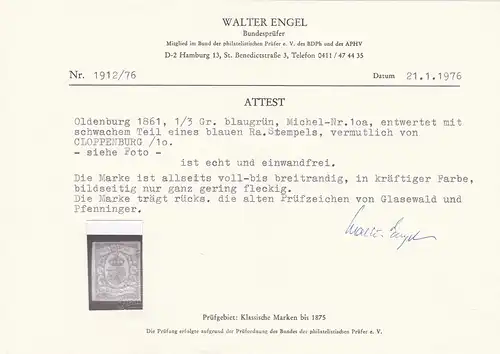 WALTER ENGEL
Bundesprüfer
Mitglied im Bund der philatelistischen Prüfer e. V. des BDPh und des APHV
D-2 Hamburg 13, St. Benedictstraße 3, Telefon 0411 / 47 44 35
Nr. 1912/76 Datum 21.1.1976
ATTEST
Oldenburg 1861, 1/3 Gr. blaugrün, Michel-Nr.1oa, entwertet mit
schwachem Teil eines blauen Ra.Stempels, vermutlich von
CLOPPENBURG /1o.
- siehe Foto -
ist echt und einwandfrei.
Die Marke ist allseits voll-bis breitrandig, in kräftiger Farbe,
bildseitig nur ganz gering fleckig.
Die Marke trägt rücks. die alten Prüfzeichen von Glasewald und
Pfenninger.
Walter Engel
Prüfgebiet: Klassische Marken bis 1875
Die Prüfung erfolgte aufgrund der Prüfordnung des Bundes der philatelistischen Prüfer e. V.